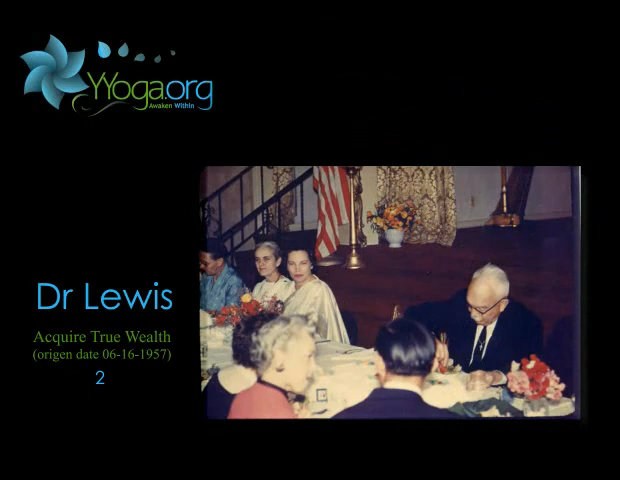 YYoga.org
Awaken Within
Dr Lewis
Acquire True Wealth
(origen date 06-16-1957)
2